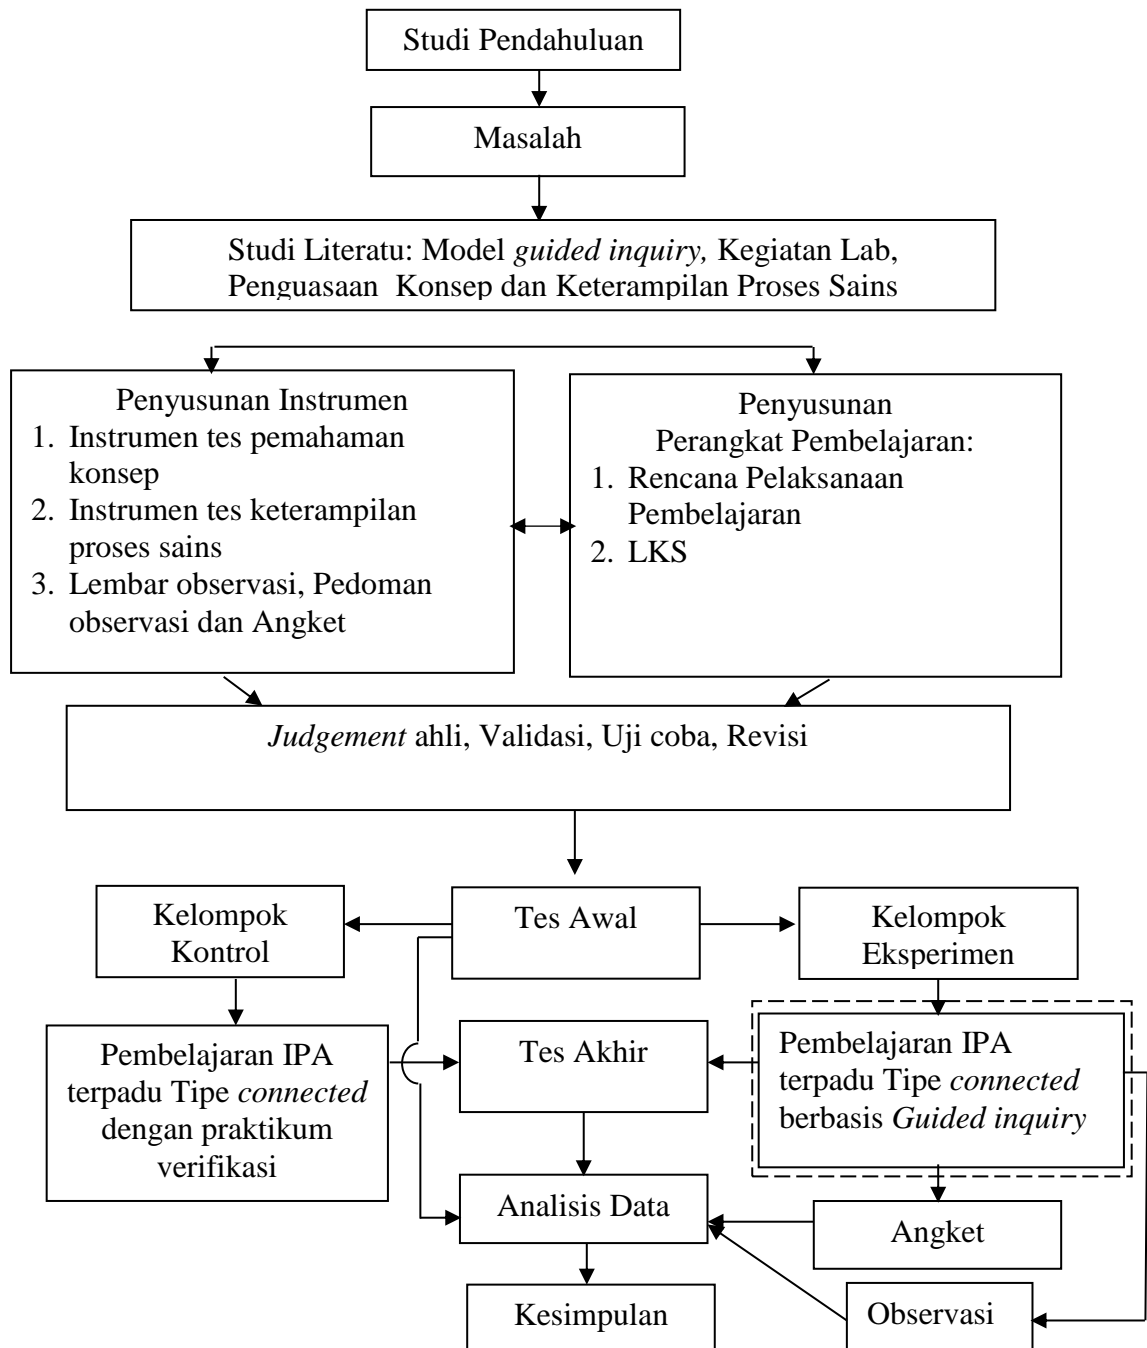 Studi Pendahuluan
Masalah
Studi Literatu: Model guided inquiry, Kegiatan Lab,
Penguasaan Konsep dan Keterampilan Proses Sains
Penyusunan Instrumen
1. Instrumen tes pemahaman
konsep
2. Instrumen tes keterampilan
proses sains
3. Lembar observasi, Pedoman
observasi dan Angket
Penyusunan
Perangkat Pembelajaran:
1. Rencana Pelaksanaan
Pembelajaran
2. LKS
Judgement ahli, Validasi, Uji coba, Revisi
Kelompok
Kontrol
Tes Awal
Kelompok
Eksperimen
Pembelajaran IPA
terpadu Tipe connected
dengan praktikum
verifikasi
Tes Akhir
Pembelajaran IPA
terpadu Tipe connected
berbasis Guided inquiry
Analisis Data
Angket
Kesimpulan
Observasi